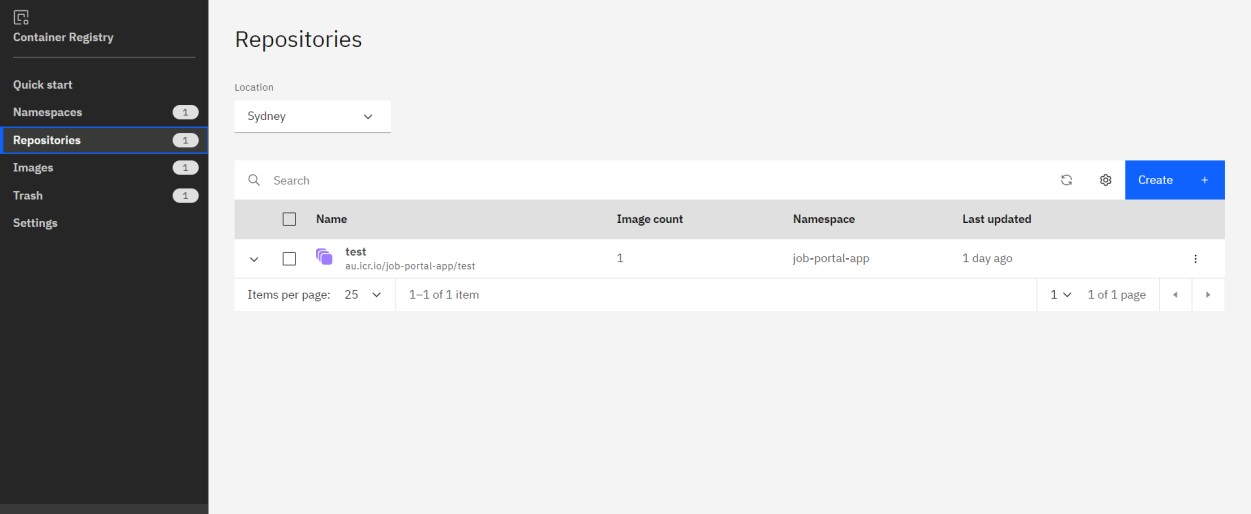 Container Registry
Quick start
Namespaces 1
Repositories 1
Images 1
Trash 1
Settings
Repositories
Location
Sydney
Search
Create +
Name Image count Namespace Last updated
test
au.icr.io/job-portal-app/test
1 job-portal-app 1 day ago
Items per page: 25 1–1 of 1 item 1 1 of 1 page